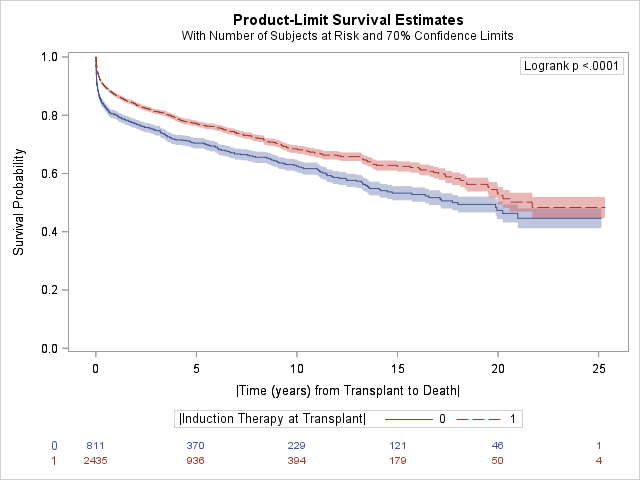 Product-Limit Survival Estimates
With Number of Subjects at Risk and 70% Confidence Limits
Logrank p <.0001
1.0
0.8
0.6
0.4
0.2
0.0
Survival Probability
0 5 10 15 20 25
|Time (years) from Transplant to Death|
|Induction Therapy at Transplant| 0 1
0 811 370 229 121 46 1
1 2435 936 394 179 50 4